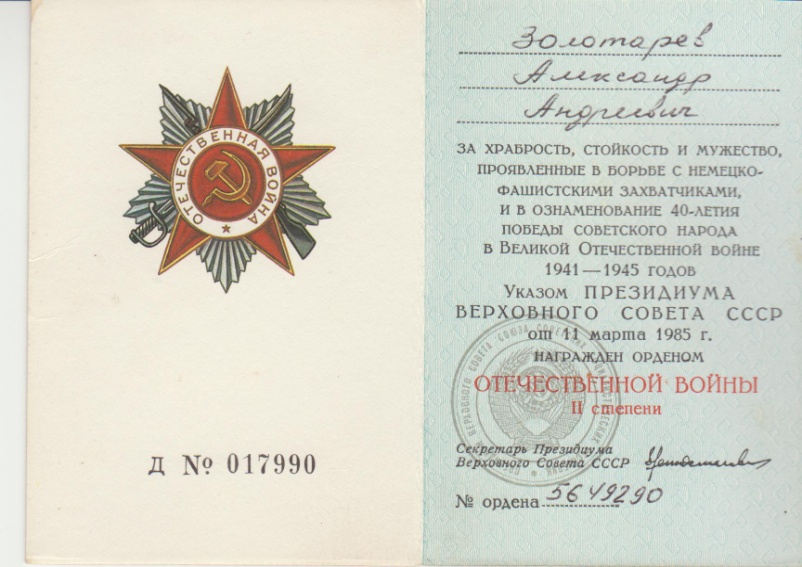 ОТЕЧЕСТВЕННАЯ ВОЙНА
Д № 017990
Золотарев
Александр
Андреевич
ЗА ХРАБРОСТЬ, СТОЙКОСТЬ И МУЖЕСТВО,
ПРОЯВЛЕННЫЕ В БОРЬБЕ С НЕМЕЦКО-
ФАШИСТСКИМИ ЗАХВАТЧИКАМИ,
И В ОЗНАМЕНОВАНИЕ 40-ЛЕТИЯ
ПОБЕДЫ СОВЕТСКОГО НАРОДА
В ВЕЛИКОЙ ОТЕЧЕСТВЕННОЙ ВОЙНЕ
1941—1945 ГОДОВ
УКАЗОМ ПРЕЗИДИУМА
ВЕРХОВНОГО СОВЕТА СССР
от 11 марта 1985 г.
НАГРАЖДЕН ОРДЕНОМ
ОТЕЧЕСТВЕННОЙ ВОЙНЫ
II степени
Секретарь Президиума
Верховного Совета СССР
№ ордена 5649290